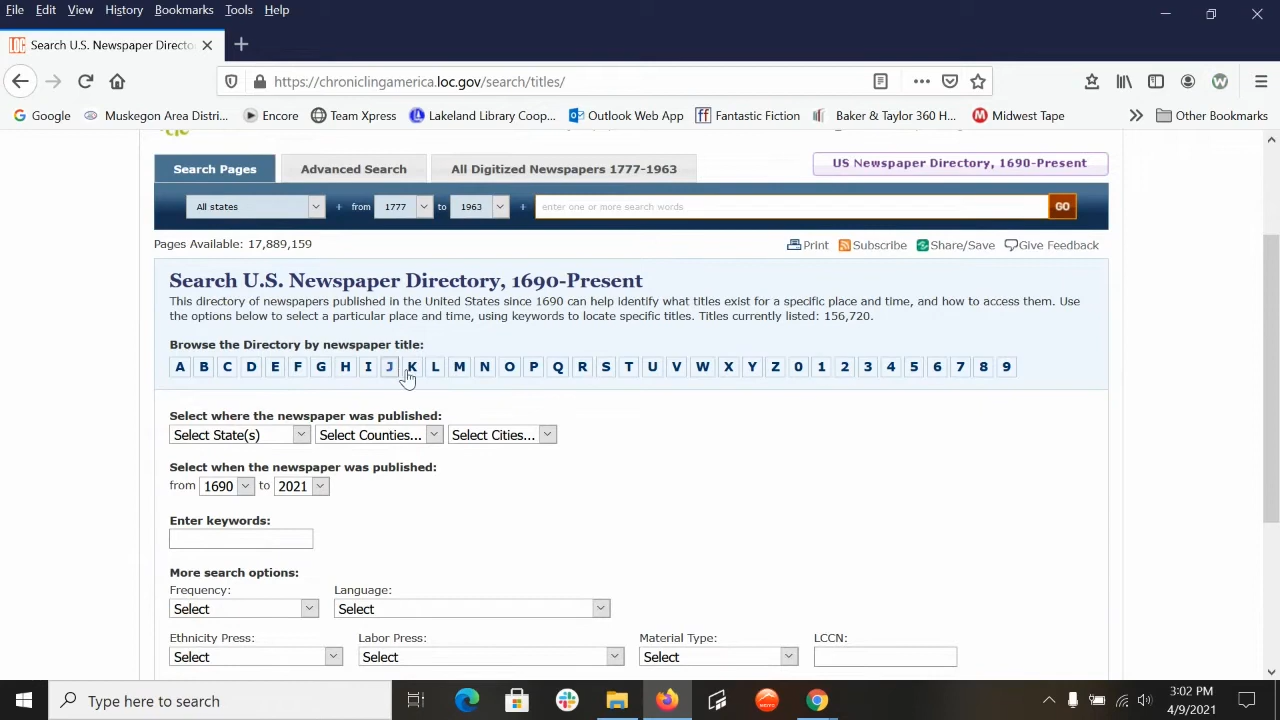 File Edit View History Bookmarks Tools Help
Search U.S. Newspaper Directo
https://chroniclingamerica.loc.gov/search/titles/
Google Muskegon Area Distri... Encore Team Xpress Lakeland Library Coop... Outlook Web App Fantastic Fiction Baker & Taylor 360 H... Midwest Tape Other Bookmarks
Search Pages Advanced Search All Digitized Newspapers 1777-1963 US Newspaper Directory, 1690-Present
All states + from 1777 to 1963 + enter one or more search words GO
Pages Available: 17,889,159 Print Subscribe Share/Save Give Feedback
Search U.S. Newspaper Directory, 1690-Present
This directory of newspapers published in the United States since 1690 can help identify what titles exist for a specific place and time, and how to access them. Use
the options below to select a particular place and time, using keywords to locate specific titles. Titles currently listed: 156,720.
Browse the Directory by newspaper title:
A B C D E F G H I J K L M N O P Q R S T U V W X Y Z 0 1 2 3 4 5 6 7 8 9
Select where the newspaper was published:
Select State(s) Select Counties... Select Cities...
Select when the newspaper was published:
from 1690 to 2021
Enter keywords:
More search options:
Frequency: Language:
Select Select
Ethnicity Press: Labor Press: Material Type: LCCN:
Select Select Select
Type here to search
3:02 PM
4/9/2021